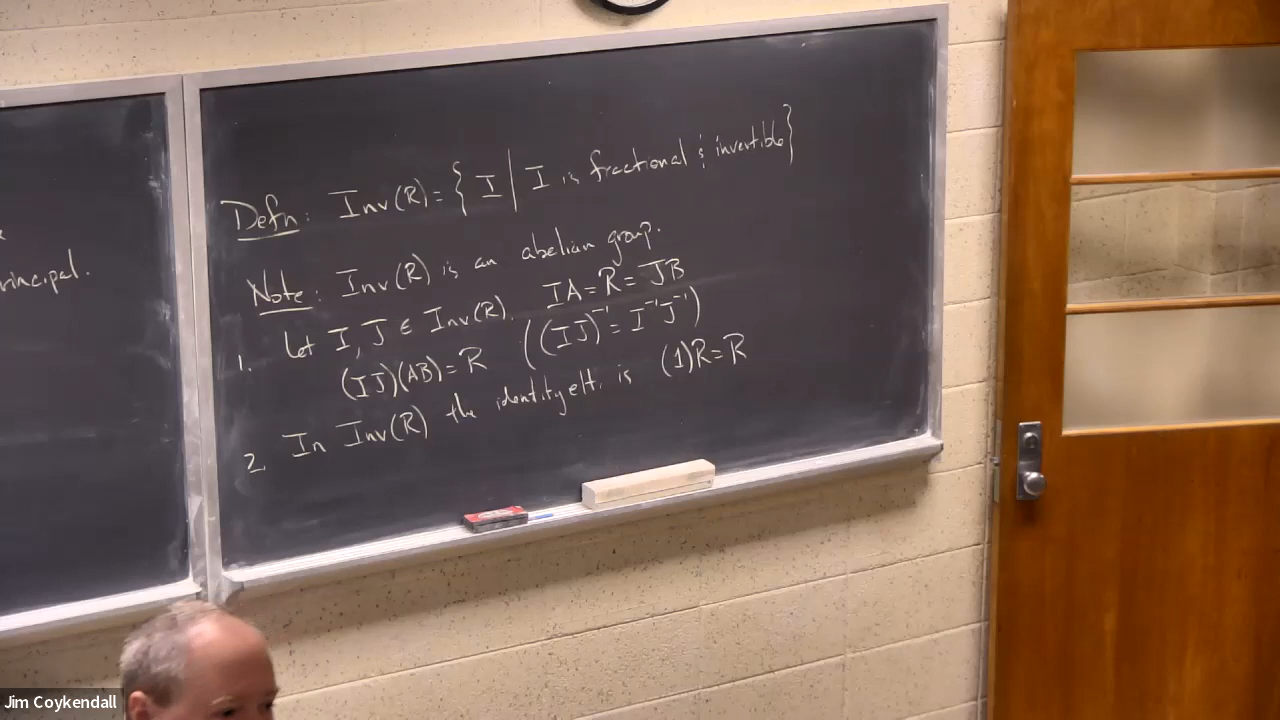 rincipal.
Defn: Inv(R) = { I | I is fractional & invertible}
Note: Inv(R) is an abelian group.
1. Let I, J ∈ Inv(R). IA = R = JB
(IJ)(AB) = R ((IJ)⁻¹ = I⁻¹J⁻¹)
2. In Inv(R) the identity elt. is (1)R = R
Jim Coykendall